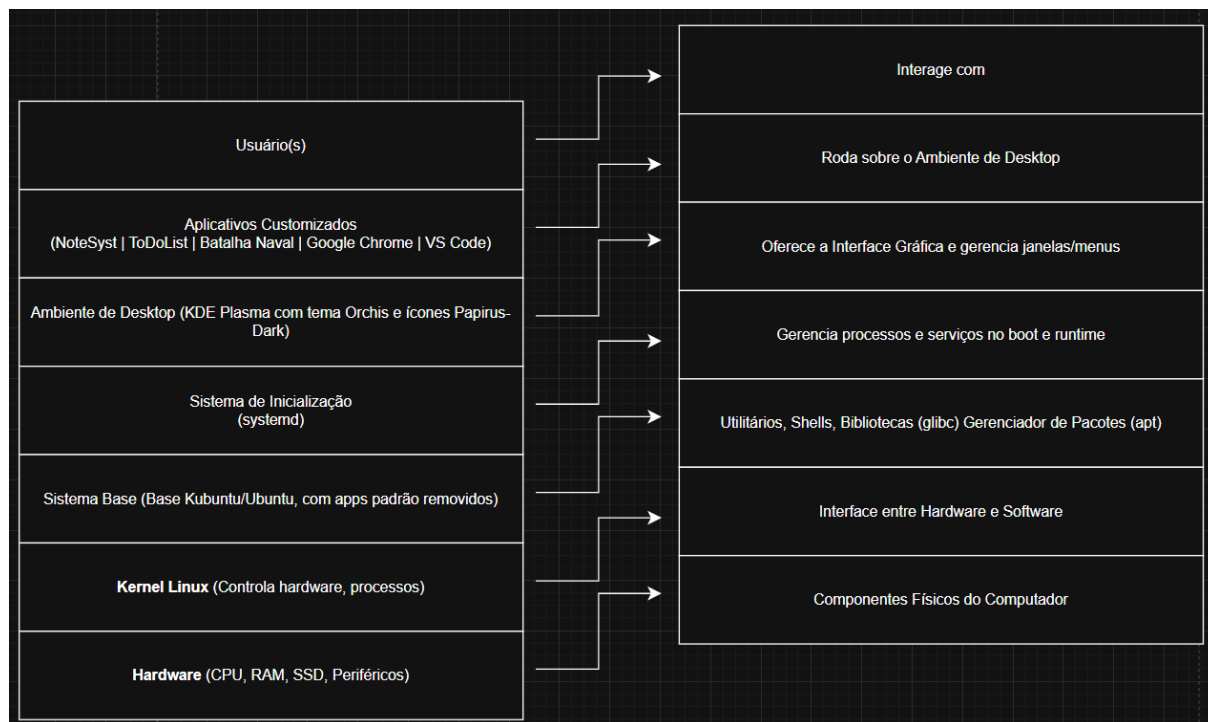 Usuário(s)
Aplicativos Customizados
(NoteSyst | ToDoList | Batalha Naval | Google Chrome | VS Code)
Ambiente de Desktop (KDE Plasma com tema Orchis e ícones Papirus-
Dark)
Sistema de Inicialização
(systemd)
Sistema Base (Base Kubuntu/Ubuntu, com apps padrão removidos)
Kernel Linux (Controla hardware, processos)
Hardware (CPU, RAM, SSD, Periféricos)
Interage com
Roda sobre o Ambiente de Desktop
Oferece a Interface Gráfica e gerencia janelas/menus
Gerencia processos e serviços no boot e runtime
Utilitários, Shells, Bibliotecas (glibc) Gerenciador de Pacotes (apt)
Interface entre Hardware e Software
Componentes Físicos do Computador